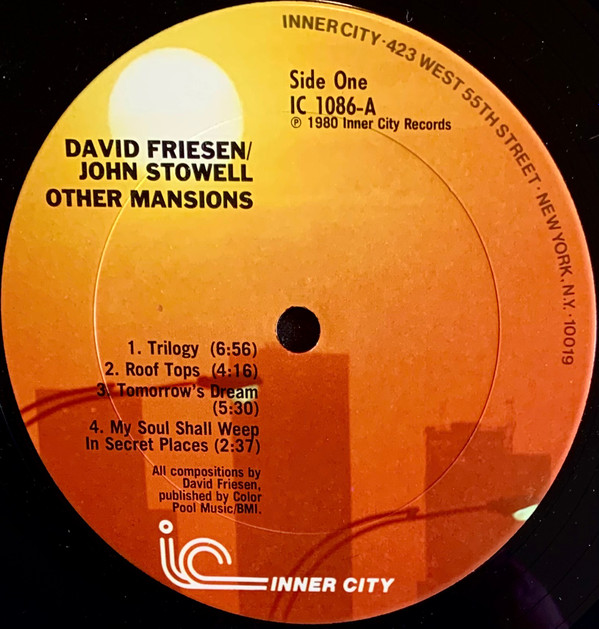 INNER CITY · 423 WEST 55TH STREET · NEW YORK, N.Y. · 10019
Side One
IC 1086-A
℗ 1980 Inner City Records
DAVID FRIESEN/
JOHN STOWELL
OTHER MANSIONS
1. Trilogy (6:56)
2. Roof Tops (4:16)
3. Tomorrow's Dream
(5:30)
4. My Soul Shall Weep
In Secret Places (2:37)
All compositions by
David Friesen,
published by Color
Pool Music/BMI.
ic INNER CITY